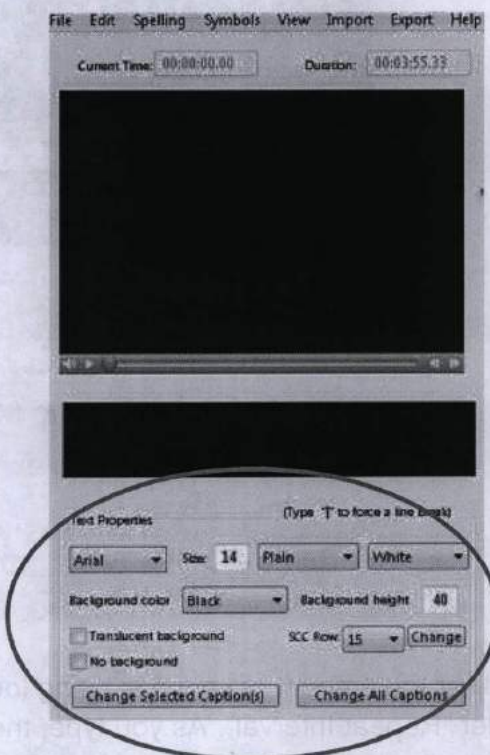 File Edit Spelling Symbols View Import Export Help
Current Time: 00:00:00.00 Duration: 00:03:55.33
Text Properties (Type "|" to force a line break)
Arial Size: 14 Plain White
Background color Black Background height 40
Translucent background SCC Row: 15 Change
No background
Change Selected Caption(s) Change All Captions